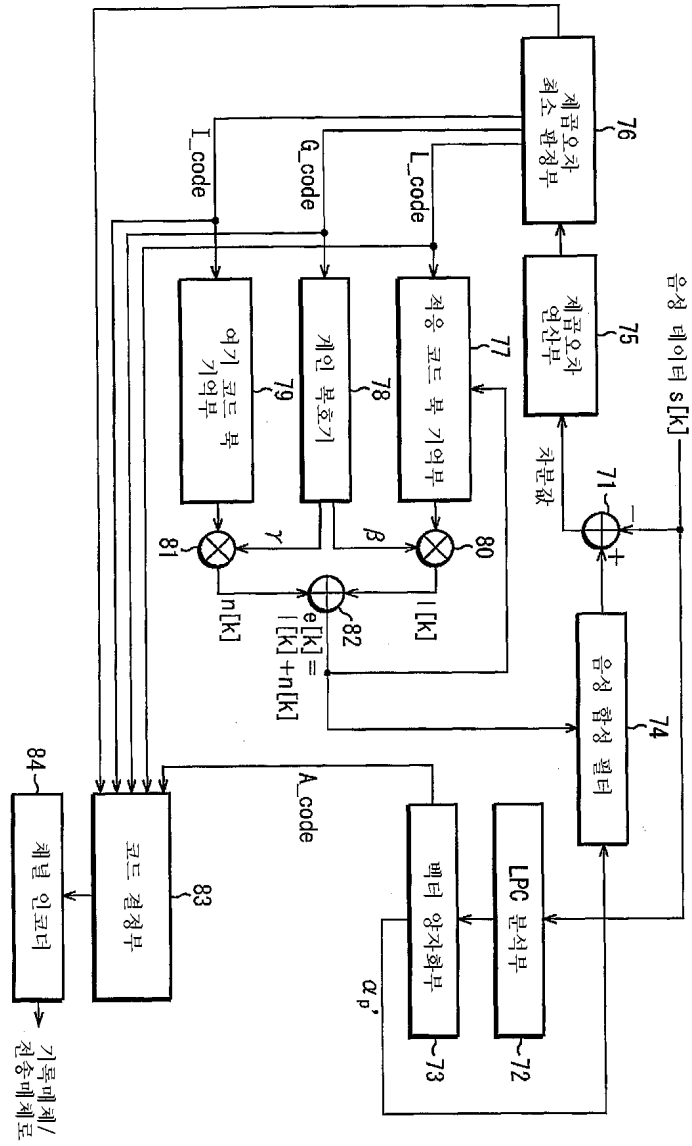 음성 데이터 s[k]
71
−
+
차분값
제곱오차
연산부
75
제곱오차
최소 판정부
76
L_code
G_code
I_code
적응 코드 북 기억부
77
게인 복호기
78
여기 코드 북
기억부
79
β
γ
80
81
l[k]
n[k]
82
e[k]=
l[k]+n[k]
음성 합성 필터
74
LPC 분석부
72
벡터 양자화부
73
αp'
A_code
코드 결정부
83
채널 인코더
84
기록매체/
전송매체로